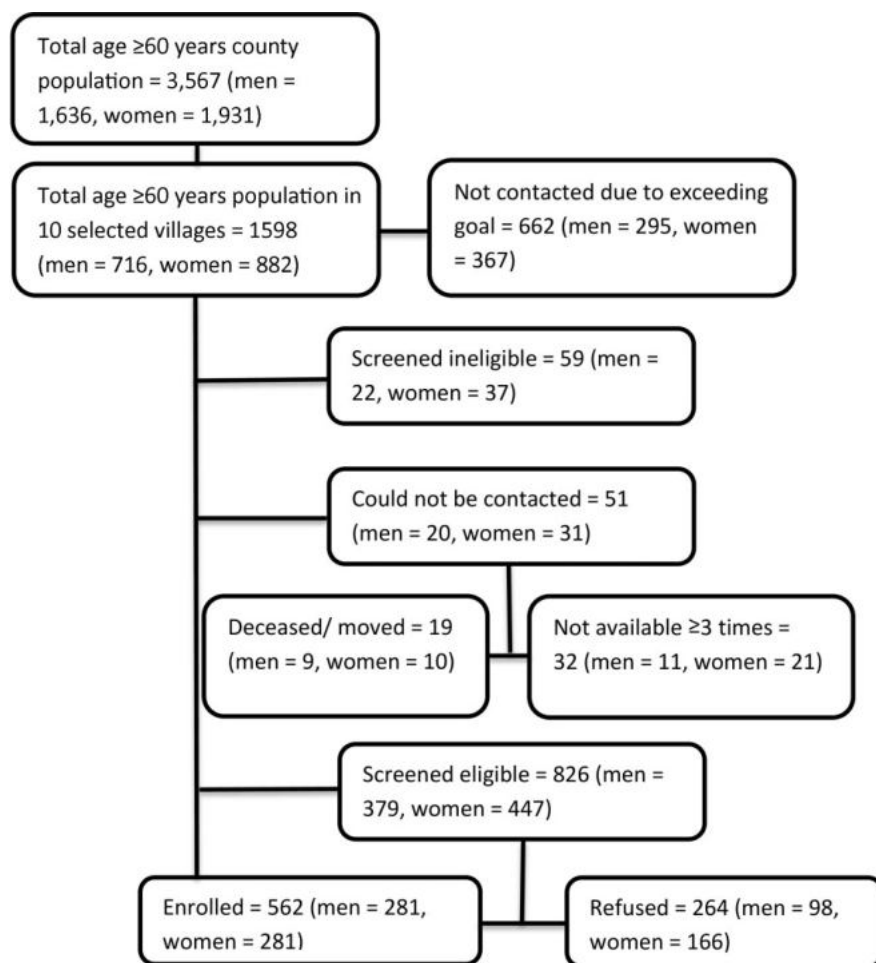 Total age ≥60 years county
population = 3,567 (men =
1,636, women = 1,931)
Total age ≥60 years population in
10 selected villages = 1598
(men = 716, women = 882)
Not contacted due to exceeding
goal = 662 (men = 295, women
= 367)
Screened ineligible = 59 (men =
22, women = 37)
Could not be contacted = 51
(men = 20, women = 31)
Deceased/ moved = 19
(men = 9, women = 10)
Not available ≥3 times =
32 (men = 11, women = 21)
Screened eligible = 826 (men =
379, women = 447)
Enrolled = 562 (men = 281,
women = 281)
Refused = 264 (men = 98,
women = 166)